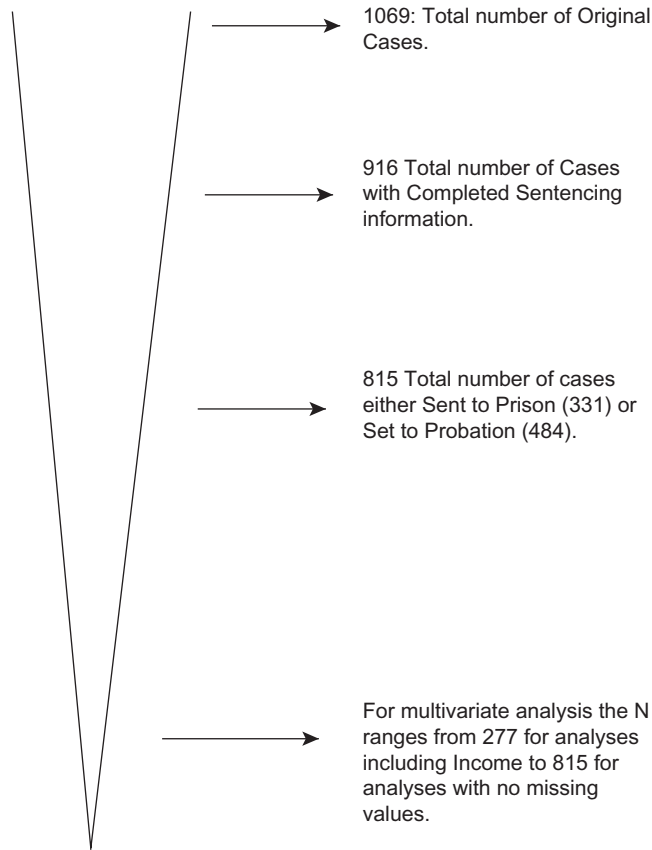 1069: Total number of Original
Cases.
916 Total number of Cases
with Completed Sentencing
information.
815 Total number of cases
either Sent to Prison (331) or
Set to Probation (484).
For multivariate analysis the N
ranges from 277 for analyses
including Income to 815 for
analyses with no missing
values.